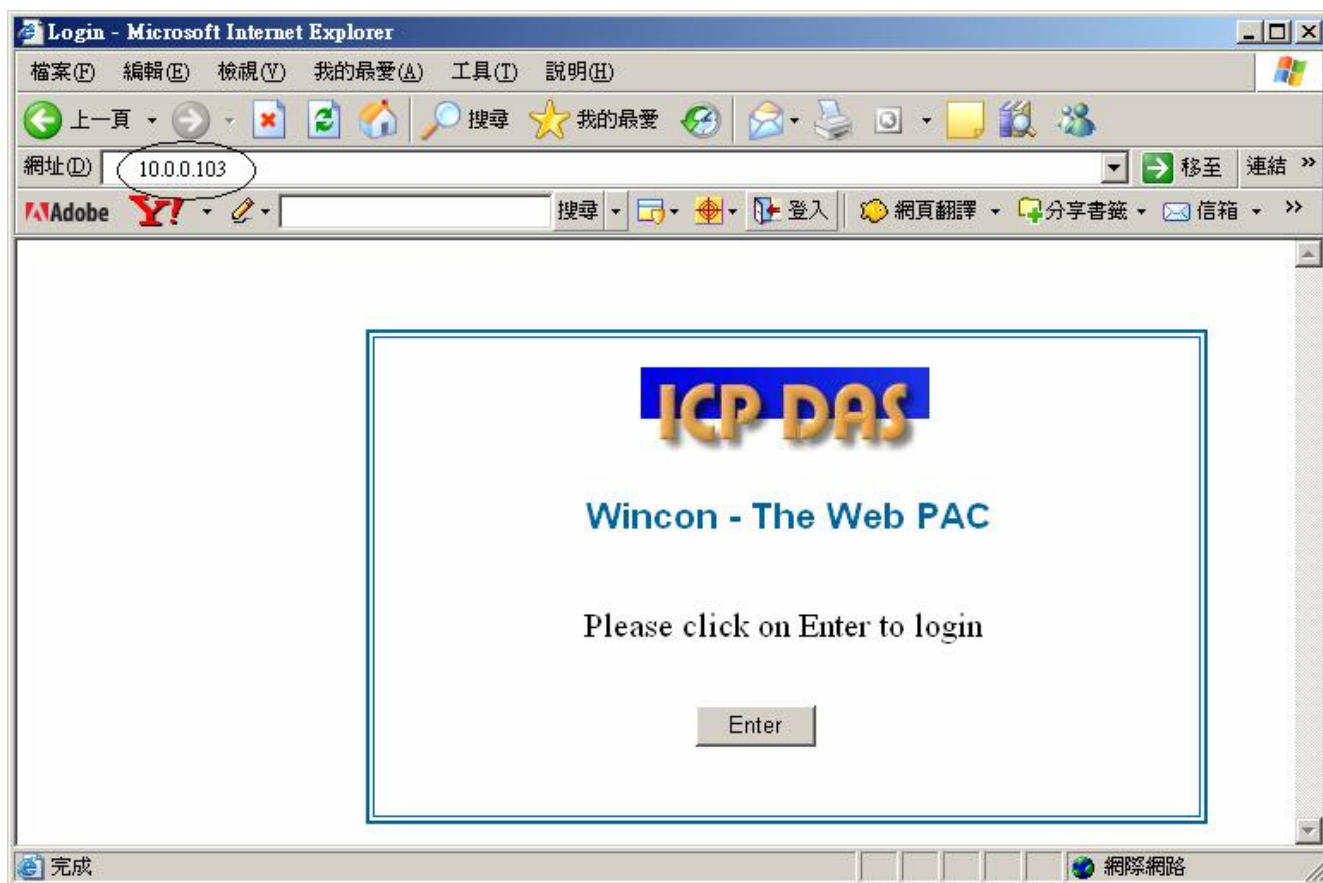 Login - Microsoft Internet Explorer
檔案(F) 編輯(E) 檢視(V) 我的最愛(A) 工具(T) 說明(H)
上一頁 搜尋 我的最愛
網址(D) 10.0.0.103 移至 連結 »
Adobe Y! 搜尋 登入 網頁翻譯 分享書籤 信箱 »
ICP DAS
Wincon - The Web PAC
Please click on Enter to login
Enter
完成 網際網路